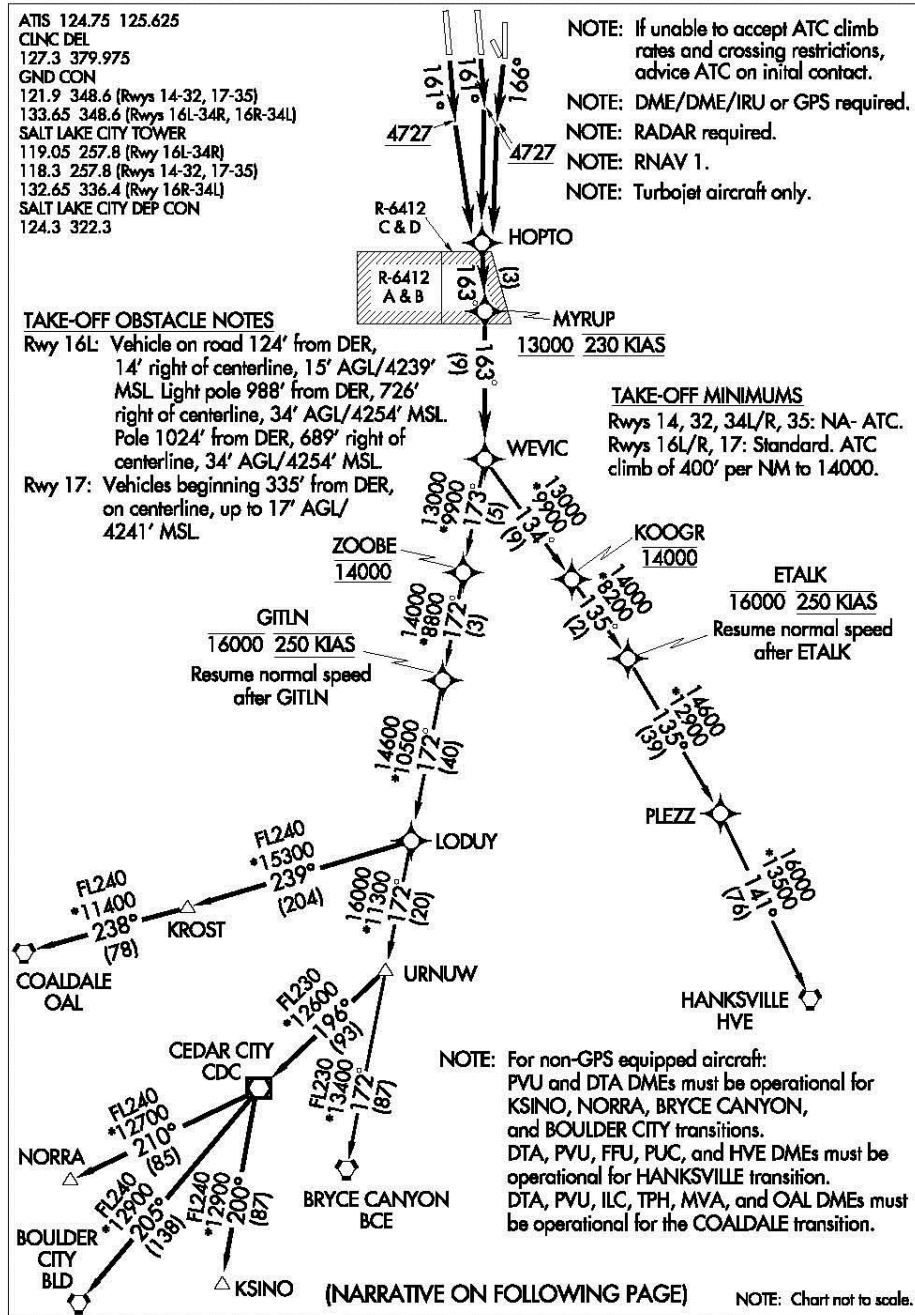 ATIS 124.75 125.625
CLNC DEL
127.3 379.975
GND CON
121.9 348.6 (Rwys 14-32, 17-35)
133.65 348.6 (Rwys 16L-34R, 16R-34L)
SALT LAKE CITY TOWER
119.05 257.8 (Rwy 16L-34R)
118.3 257.8 (Rwys 14-32, 17-35)
132.65 336.4 (Rwy 16R-34L)
SALT LAKE CITY DEP CON
124.3 322.3
161°
161°
166°
4727
4727
NOTE: If unable to accept ATC climb
rates and crossing restrictions,
advice ATC on inital contact.
NOTE: DME/DME/IRU or GPS required.
NOTE: RADAR required.
NOTE: RNAV 1.
NOTE: Turbojet aircraft only.
R-6412
C & D
HOPTO
R-6412
A & B
163°
(3)
MYRUP
13000 230 KIAS
163°
(9)
TAKE-OFF OBSTACLE NOTES
Rwy 16L: Vehicle on road 124' from DER,
14' right of centerline, 15' AGL/4239'
MSL. Light pole 988' from DER, 726'
right of centerline, 34' AGL/4254' MSL.
Pole 1024' from DER, 689' right of
centerline, 34' AGL/4254' MSL
Rwy 17: Vehicles beginning 335' from DER,
on centerline, up to 17' AGL/
4241' MSL.
TAKE-OFF MINIMUMS
Rwys 14, 32, 34L/R, 35: NA- ATC.
Rwys 16L/R, 17: Standard. ATC
climb of 400' per NM to 14000.
WEVIC
13000
*9900
173°
(5)
13000
*9900
134°
(9)
ZOOBE
14000
KOOGR
14000
14000
*8800
172°
(3)
14000
*8200
135°
(2)
GITLN
16000 250 KIAS
Resume normal speed
after GITLN
ETALK
16000 250 KIAS
Resume normal speed
after ETALK
14600
*10500
172°
(40)
14600
*12900
135°
(39)
PLEZZ
LODUY
FL240
*15300
239°
(204)
KROST
FL240
*11400
238°
(78)
COALDALE
OAL
16000
*11300
172°
(20)
16000
*13500
141°
(76)
URNUW
HANKSVILLE
HVE
FL230
*12600
196°
(93)
CEDAR CITY
CDC
FL230
*13400
172°
(87)
BRYCE CANYON
BCE
FL240
*12700
210°
(85)
NORRA
FL240
*12900
205°
(138)
BOULDER
CITY
BLD
FL240
*12900
200°
(87)
KSINO
NOTE: For non-GPS equipped aircraft:
PVU and DTA DMEs must be operational for
KSINO, NORRA, BRYCE CANYON,
and BOULDER CITY transitions.
DTA, PVU, FFU, PUC, and HVE DMEs must be
operational for HANKSVILLE transition.
DTA, PVU, ILC, TPH, MVA, and OAL DMEs must
be operational for the COALDALE transition.
(NARRATIVE ON FOLLOWING PAGE)
NOTE: Chart not to scale.